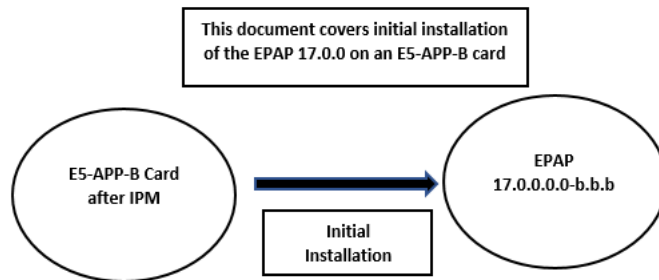 This document covers initial installation
of the EPAP 17.0.0 on an E5-APP-B card
E5-APP-B Card
after IPM
EPAP
17.0.0.0.0-b.b.b
Initial
Installation